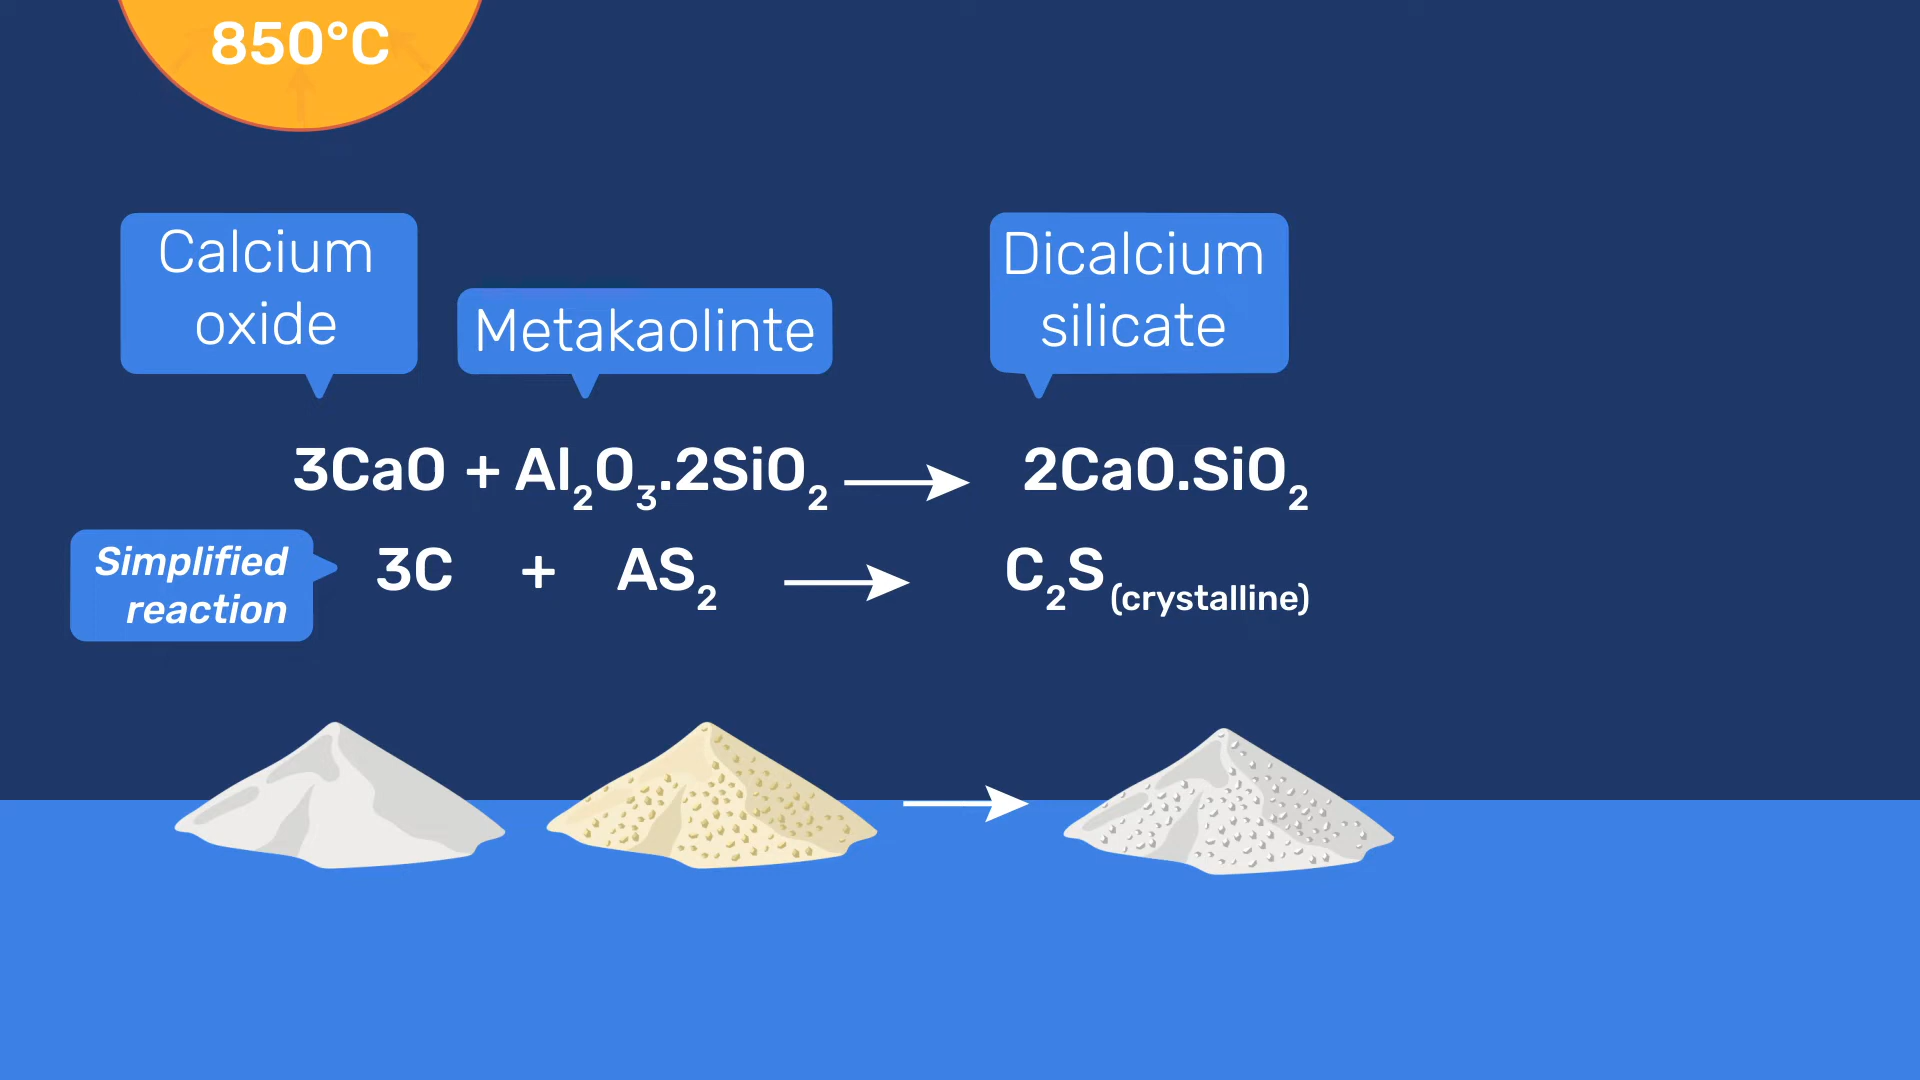 850°C
Calcium
oxide
Metakaolinte
Dicalcium
silicate
3CaO + Al₂O₃.2SiO₂ → 2CaO.SiO₂
Simplified
reaction
3C + AS₂ → C₂S (crystalline)